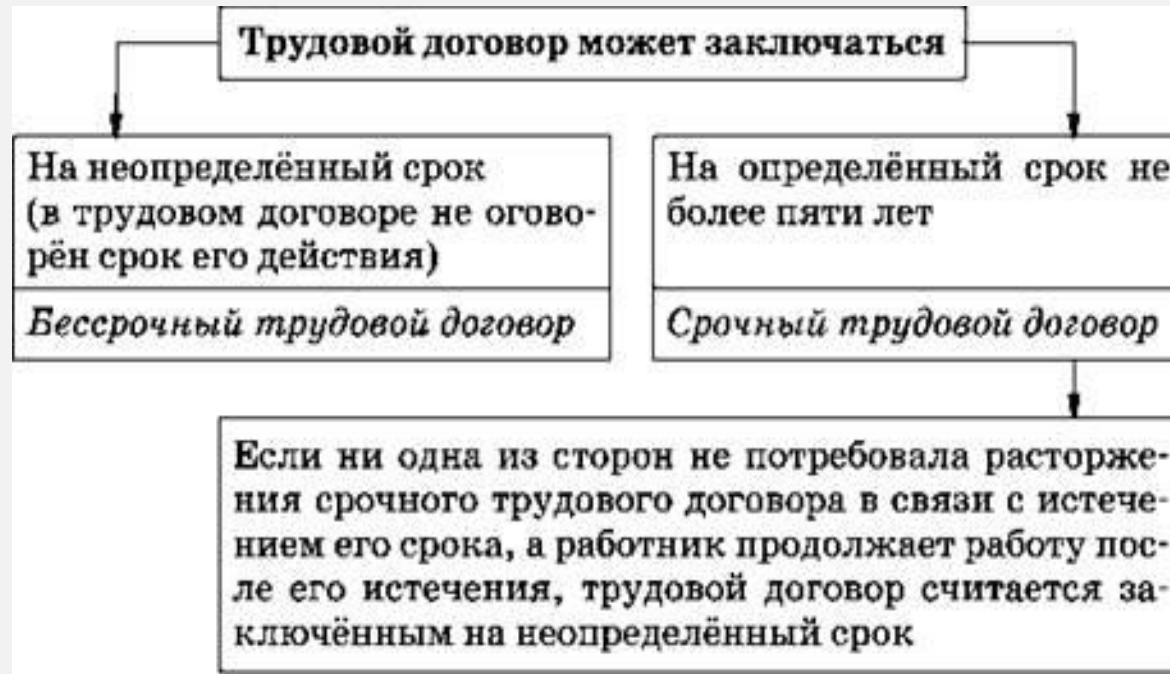 Трудовой договор может заключаться
На неопределённый срок
(в трудовом договоре не огово-
рён срок его действия)
Бессрочный трудовой договор
На определённый срок не
более пяти лет
Срочный трудовой договор
Если ни одна из сторон не потребовала расторже-
ния срочного трудового договора в связи с истече-
нием его срока, а работник продолжает работу пос-
ле его истечения, трудовой договор считается за-
ключённым на неопределённый срок